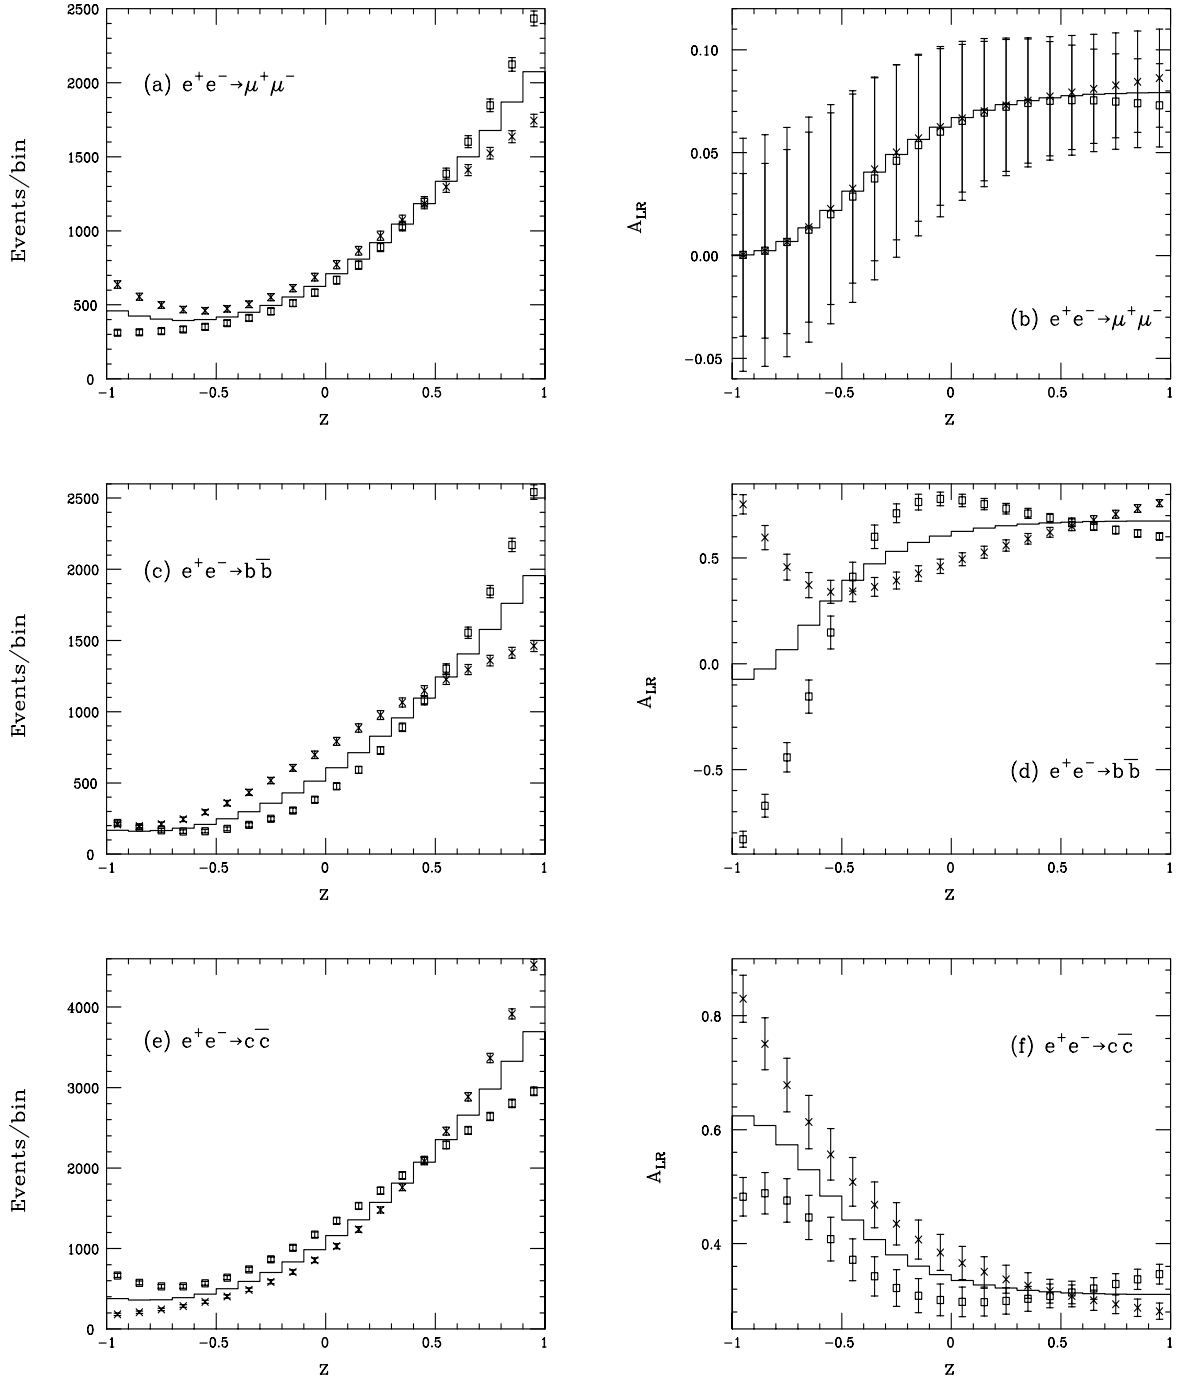 2500
2000
1500
1000
500
0
Events/bin
(a) e⁺e⁻→μ⁺μ⁻
−1 −0.5 0 0.5 1
z
0.10
0.05
0.00
−0.05
A_LR
(b) e⁺e⁻→μ⁺μ⁻
−1 −0.5 0 0.5 1
z
2500
2000
1500
1000
500
0
Events/bin
(c) e⁺e⁻→bb̅
−1 −0.5 0 0.5 1
z
0.5
0.0
−0.5
A_LR
(d) e⁺e⁻→bb̅
−1 −0.5 0 0.5 1
z
4000
3000
2000
1000
0
Events/bin
(e) e⁺e⁻→cc̅
−1 −0.5 0 0.5 1
z
0.8
0.6
0.4
A_LR
(f) e⁺e⁻→cc̅
−1 −0.5 0 0.5 1
z